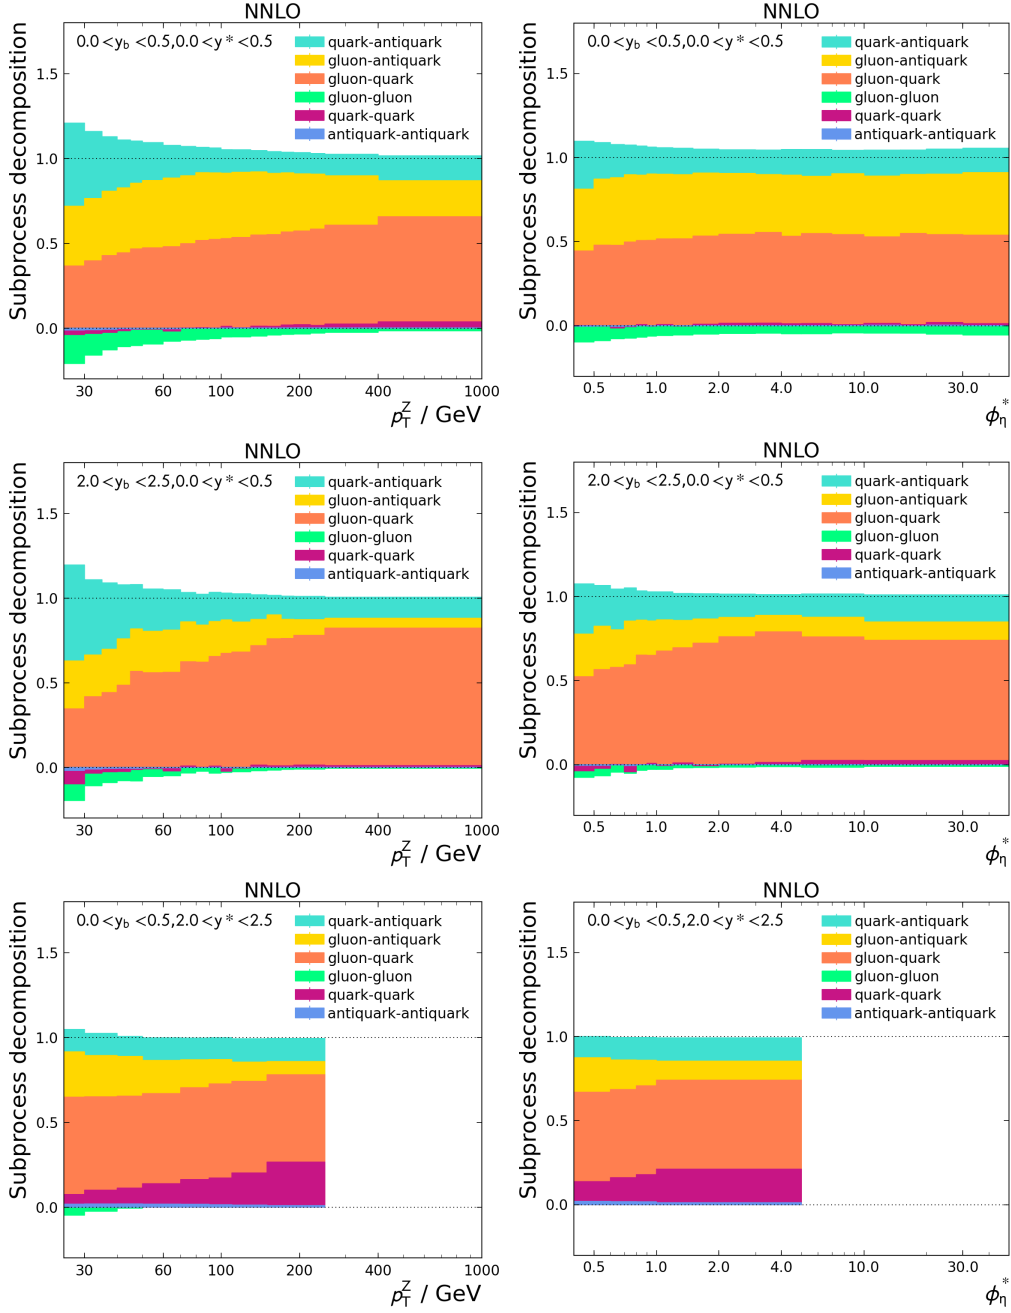 NNLO
Subprocess decomposition
0.0<y_b<0.5,0.0<y*<0.5
quark-antiquark
gluon-antiquark
gluon-quark
gluon-gluon
quark-quark
antiquark-antiquark
1.5
1.0
0.5
0.0
30 60 100 200 400 1000
p_T^Z / GeV
NNLO
Subprocess decomposition
0.0<y_b<0.5,0.0<y*<0.5
quark-antiquark
gluon-antiquark
gluon-quark
gluon-gluon
quark-quark
antiquark-antiquark
1.5
1.0
0.5
0.0
0.5 1.0 2.0 4.0 10.0 30.0
ϕ_η^*
NNLO
Subprocess decomposition
2.0<y_b<2.5,0.0<y*<0.5
quark-antiquark
gluon-antiquark
gluon-quark
gluon-gluon
quark-quark
antiquark-antiquark
1.5
1.0
0.5
0.0
30 60 100 200 400 1000
p_T^Z / GeV
NNLO
Subprocess decomposition
2.0<y_b<2.5,0.0<y*<0.5
quark-antiquark
gluon-antiquark
gluon-quark
gluon-gluon
quark-quark
antiquark-antiquark
1.5
1.0
0.5
0.0
0.5 1.0 2.0 4.0 10.0 30.0
ϕ_η^*
NNLO
Subprocess decomposition
0.0<y_b<0.5,2.0<y*<2.5
quark-antiquark
gluon-antiquark
gluon-quark
gluon-gluon
quark-quark
antiquark-antiquark
1.5
1.0
0.5
0.0
30 60 100 200 400 1000
p_T^Z / GeV
NNLO
Subprocess decomposition
0.0<y_b<0.5,2.0<y*<2.5
quark-antiquark
gluon-antiquark
gluon-quark
gluon-gluon
quark-quark
antiquark-antiquark
1.5
1.0
0.5
0.0
0.5 1.0 2.0 4.0 10.0 30.0
ϕ_η^*